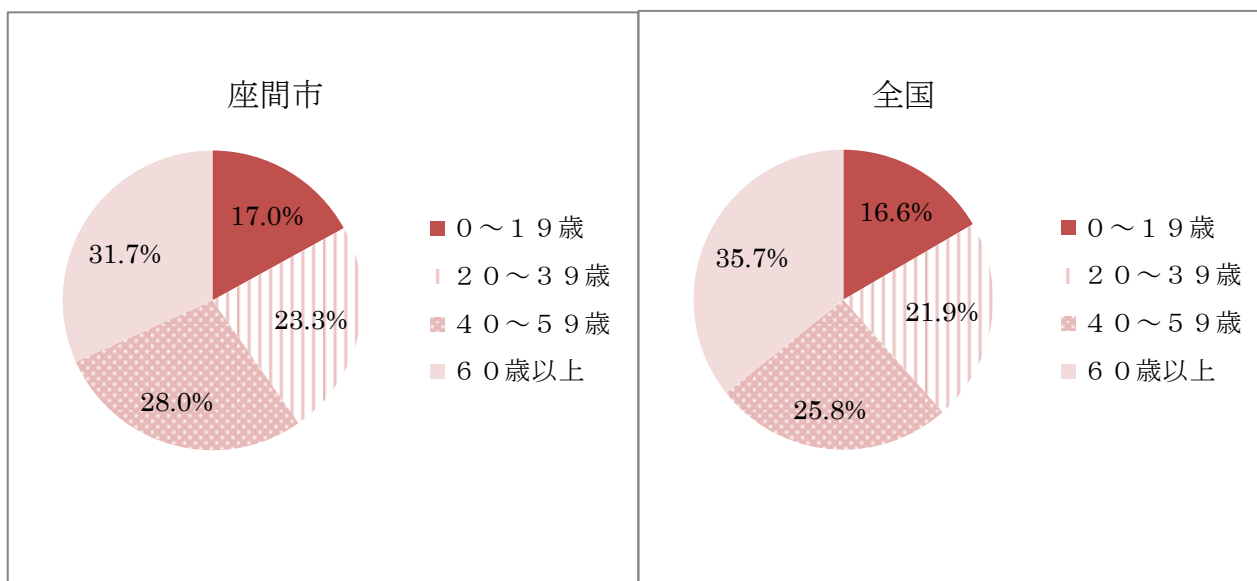 座間市
17.0%
23.3%
28.0%
31.7%
０～１９歳
２０～３９歳
４０～５９歳
６０歳以上
全国
16.6%
21.9%
25.8%
35.7%
０～１９歳
２０～３９歳
４０～５９歳
６０歳以上